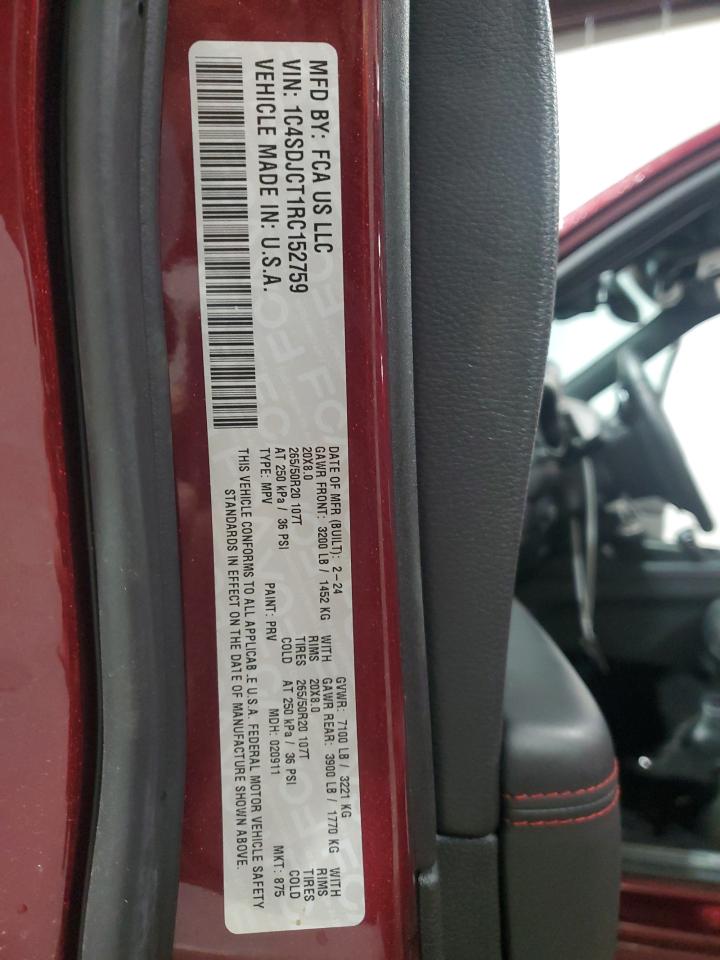 MFD BY: FCA US LLC
VIN: 1C4SDJCT1RC152759
VEHICLE MADE IN: U.S.A.
DATE OF MFR (BUILT): 2-24 GVWR: 7100 LB / 3221 KG
GAWR FRONT: 3200 LB / 1452 KG WITH GAWR REAR: 3900 LB / 1770 KG WITH
20X8.0 RIMS 20X8.0 RIMS
265/50R20 107T TIRES 265/50R20 107T TIRES
AT 250 kPa / 36 PSI COLD AT 250 kPa / 36 PSI COLD
TYPE: MPV PAINT: PRV MDH: 020911 MKT: 875
THIS VEHICLE CONFORMS TO ALL APPLICAB.E U.S.A. FEDERAL MOTOR VEHICLE SAFETY
STANDARDS IN EFFECT ON THE DATE OF MANUFACTURE SHOWN ABOVE.